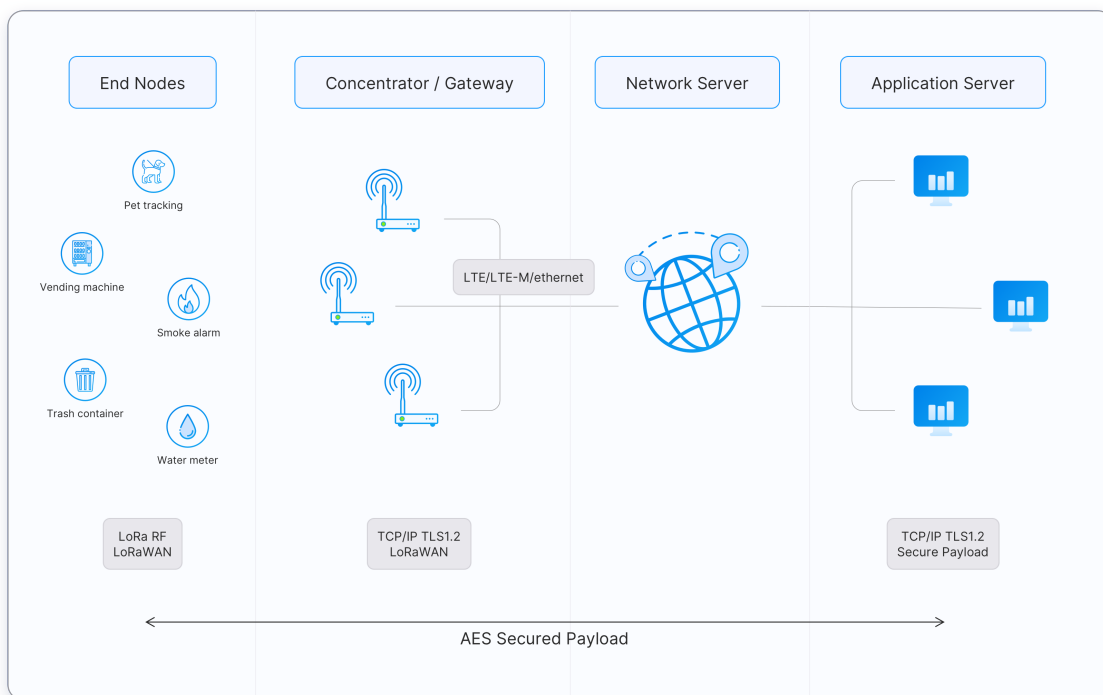 End Nodes
Concentrator / Gateway
Network Server
Application Server
Pet tracking
Vending machine
Smoke alarm
Trash container
Water meter
LTE/LTE-M/ethernet
LoRa RF
LoRaWAN
TCP/IP TLS1.2
LoRaWAN
TCP/IP TLS1.2
Secure Payload
AES Secured Payload